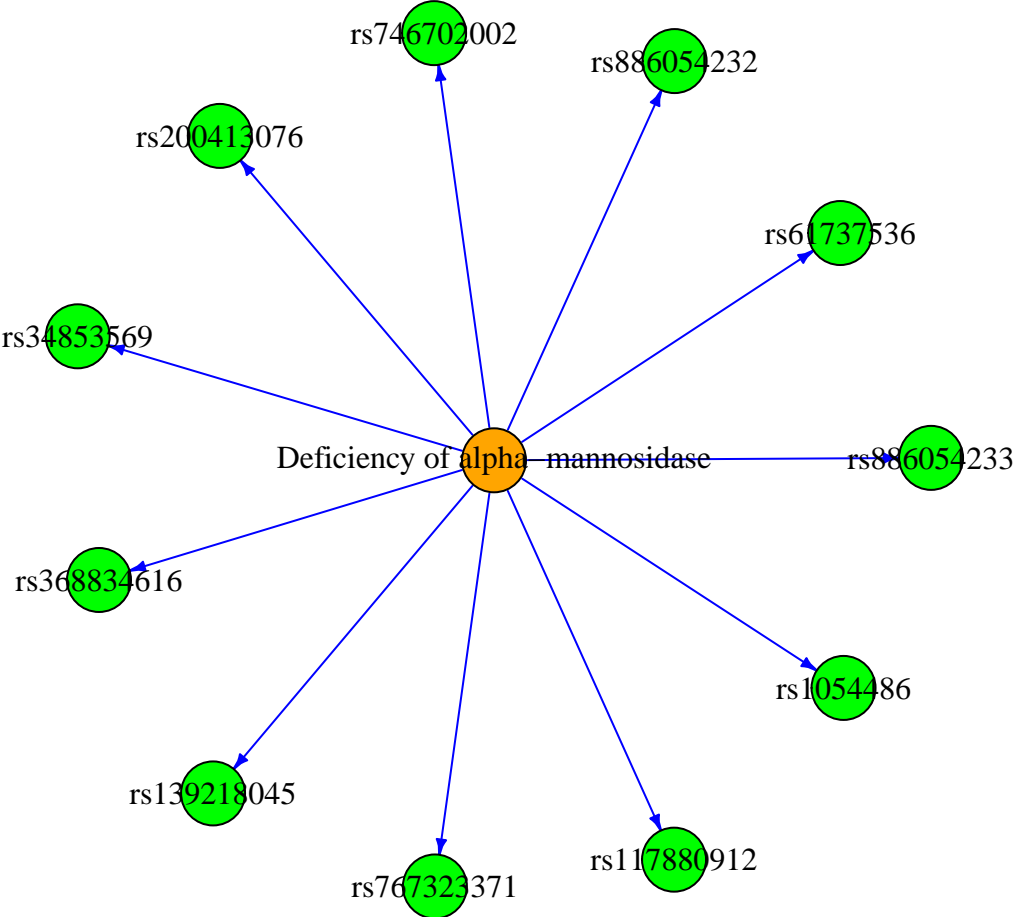 rs746702002
rs886054232
rs200413076
rs61737536
rs34853569
Deficiency of alpha-mannosidase
rs886054233
rs368834616
rs1054486
rs139218045
rs117880912
rs767323371